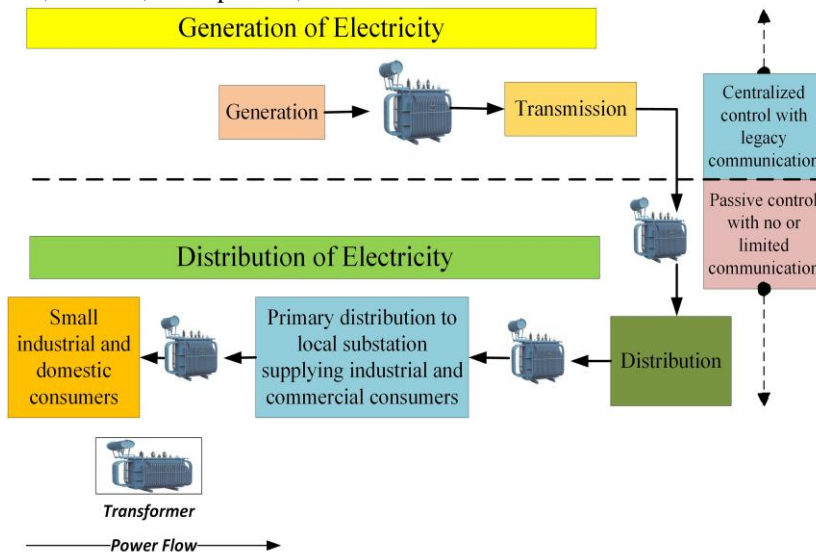 Generation of Electricity
Generation
Transmission
Centralized
control with
legacy
communication
Passive control
with no or
limited
communication
Distribution of Electricity
Small
industrial and
domestic
consumers
Primary distribution to
local substation
supplying industrial and
commercial consumers
Distribution
Transformer
Power Flow